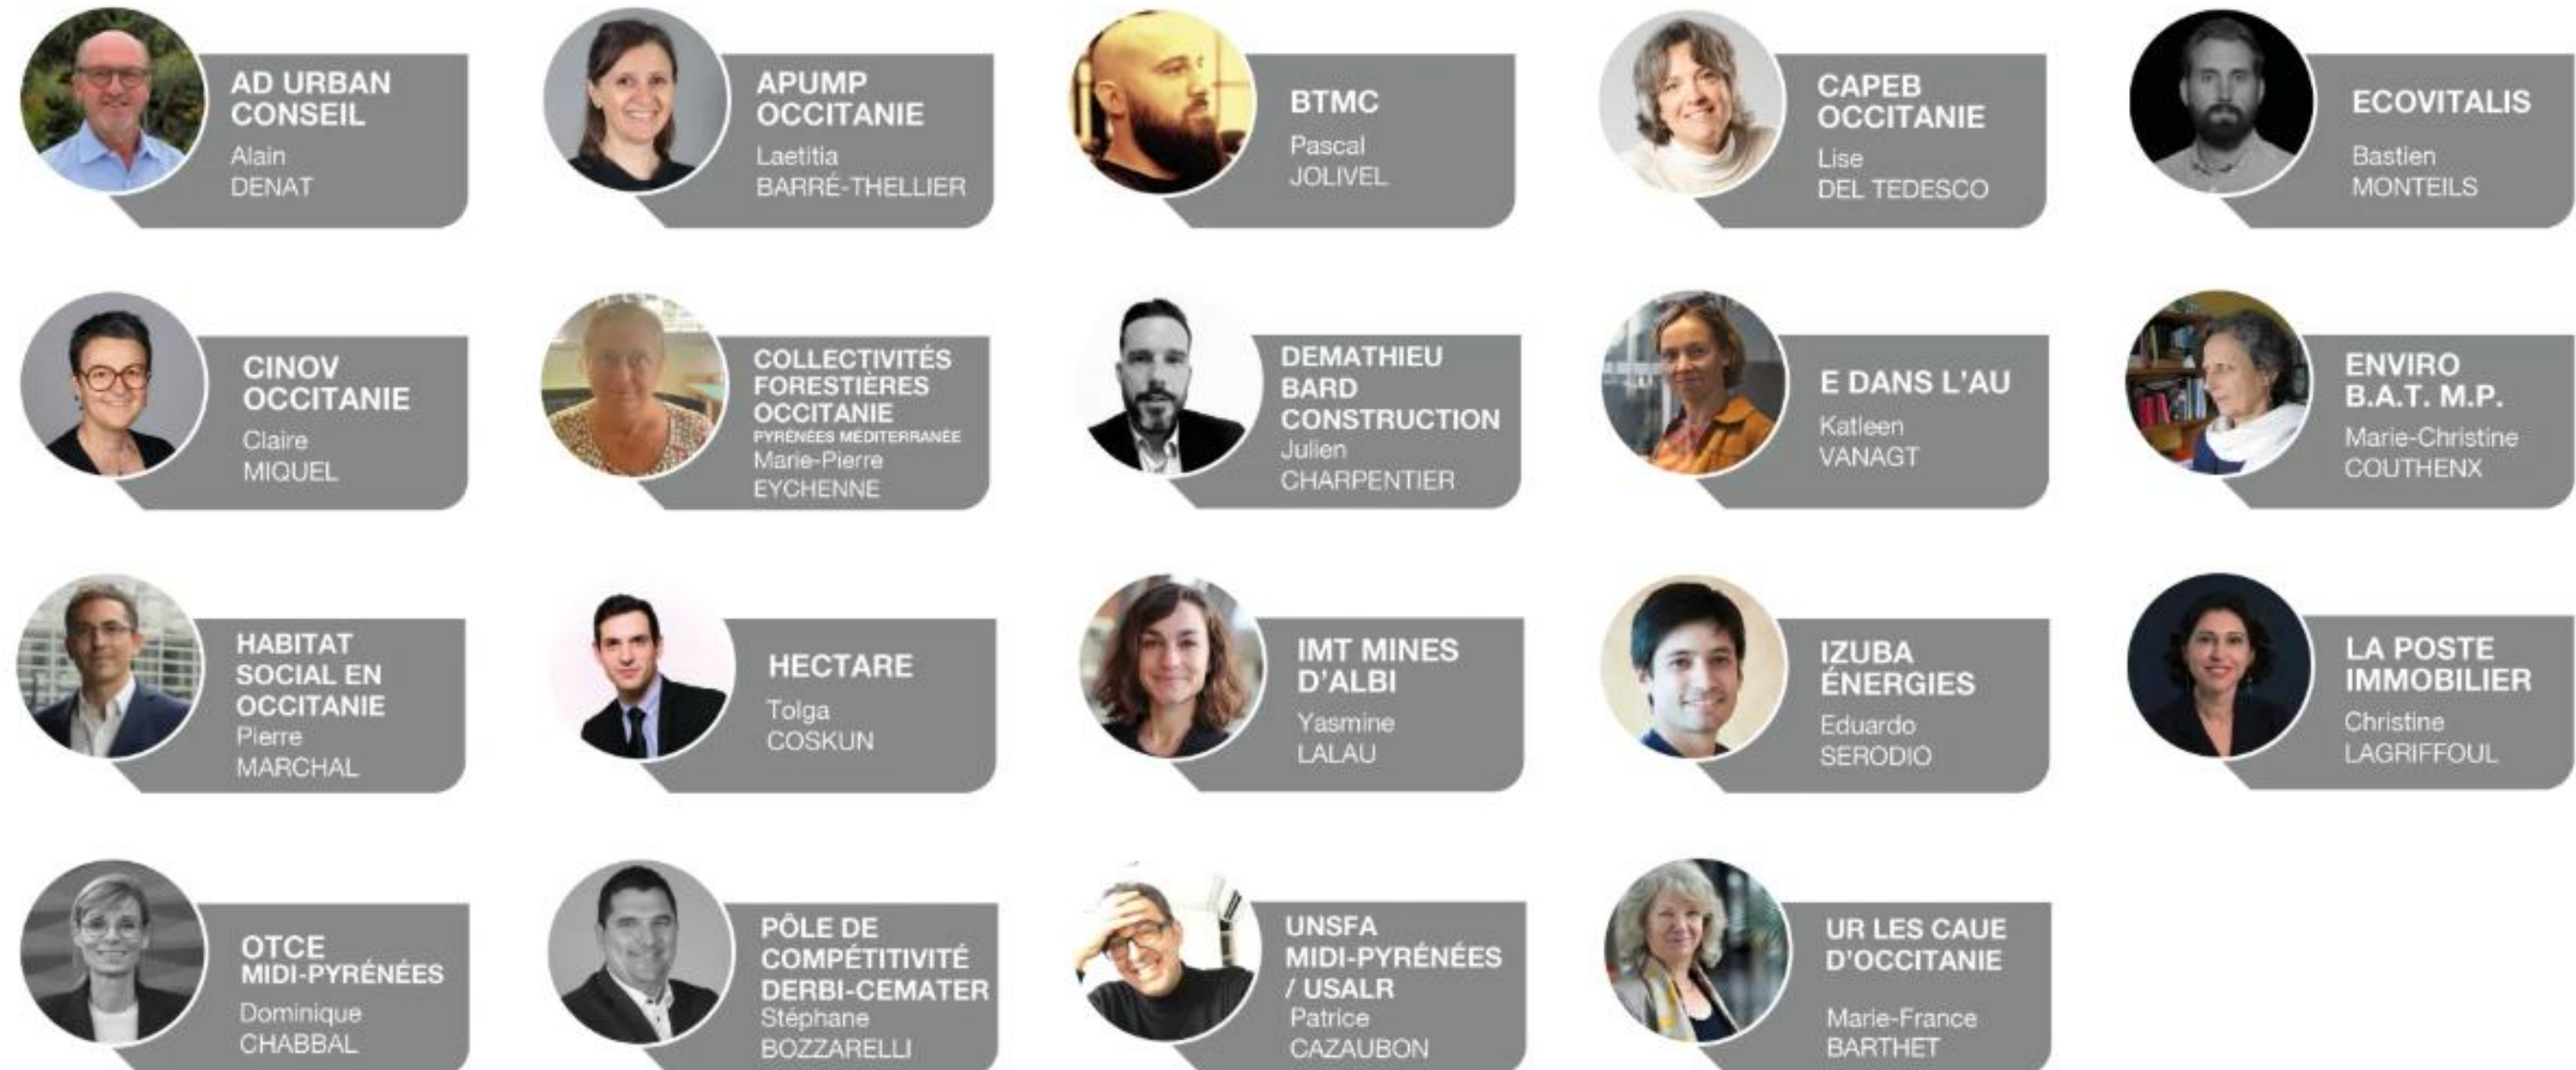 AD URBAN
CONSEIL
Alain
DENAT
APUMP
OCCITANIE
Laetitia
BARRÉ-THELLIER
BTMC
Pascal
JOLIVEL
CAPEB
OCCITANIE
Lise
DEL TEDESCO
ECOVITALIS
Bastien
MONTEILS
CINOV
OCCITANIE
Claire
MIQUEL
COLLECTIVITÉS
FORESTIÈRES
OCCITANIE
PYRÉNÉES MÉDITERRANÉE
Marie-Pierre
EYCHENNE
DEMATHIEU
BARD
CONSTRUCTION
Julien
CHARPENTIER
E DANS L'AU
Katleen
VANAGT
ENVIRO
B.A.T. M.P.
Marie-Christine
COUTHENX
HABITAT
SOCIAL EN
OCCITANIE
Pierre
MARCHAL
HECTARE
Tolga
COSKUN
IMT MINES
D'ALBI
Yasmine
LALAU
IZUBA
ÉNERGIES
Eduardo
SERODIO
LA POSTE
IMMOBILIER
Christine
LAGRIFFOUL
OTCE
MIDI-PYRÉNÉES
Dominique
CHABBAL
PÔLE DE
COMPÉTITIVITÉ
DERBI-CEMATER
Stéphane
BOZZARELLI
UNSFA
MIDI-PYRÉNÉES
/ USALR
Patrice
CAZAUBON
UR LES CAUE
D'OCCITANIE
Marie-France
BARTHET